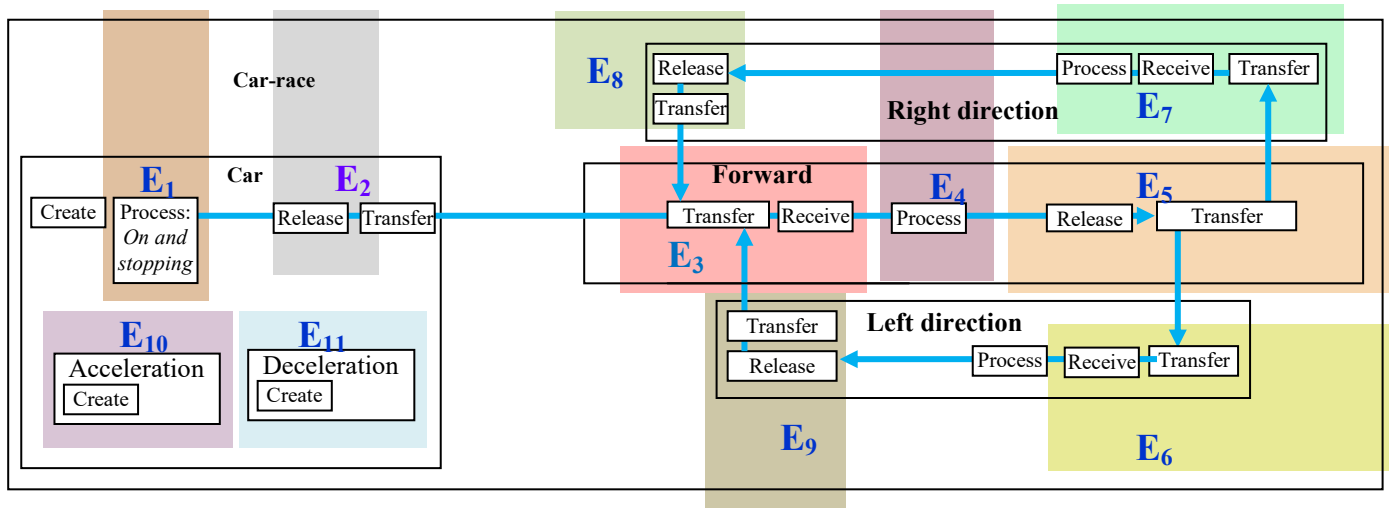 Car-race
E8
Release
Transfer
Process
Receive
Transfer
E7
Right direction
Car
E1
E2
Create
Process:
On and
stopping
Release
Transfer
Forward
Transfer
Receive
E3
E4
Process
E5
Release
Transfer
E10
Acceleration
Create
E11
Deceleration
Create
Transfer
Release
Left direction
Process
Receive
Transfer
E9
E6